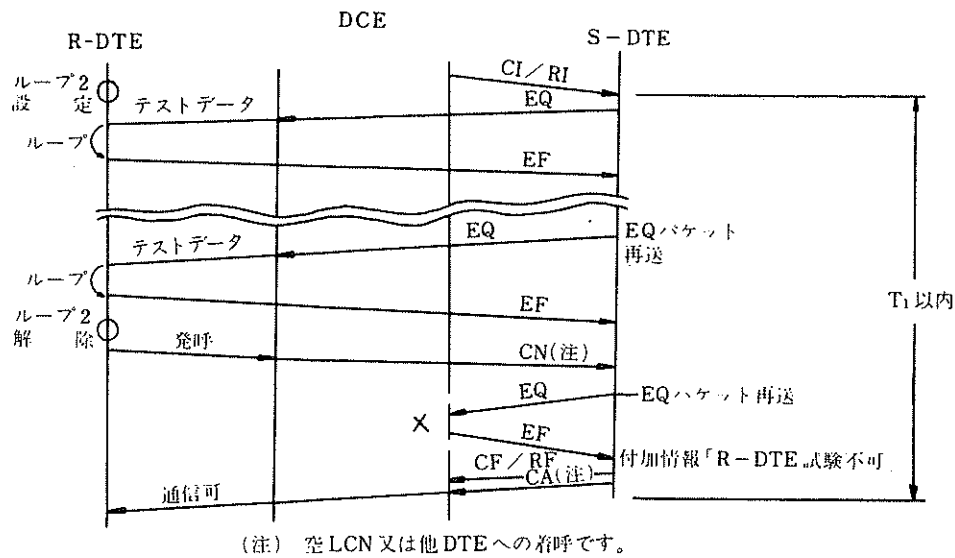 DCE
R-DTE
S-DTE
CI/RI
ループ2
設定
テストデータ
EQ
ループ
EF
EQ
EQパケット
再送
テストデータ
ループ
T₁以内
EF
ループ2
解除
発呼
CN(注)
EQ
EQパケット再送
×
EF
付加情報「R-DTE試験不可
CF/RF
CA(注)
通信可
(注) 空LCN又は他DTEへの着呼です。